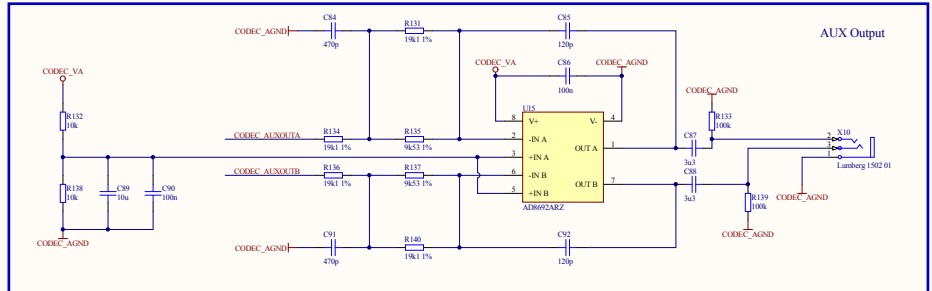 AUX Output
C84
470p
R131
19k1 1%
C85
120p
CODEC_AGND
CODEC_VA
C86
100n
CODEC_AGND
CODEC_VA
R132
10k
U15
8 V+
V- 4
CODEC_AGND
R133
100k
CODEC_AUXOUTA
R134
19k1 1%
R135
9k53 1%
2 -IN A
OUT A 1
C87
3u3
3 +IN A
CODEC_AUXOUTB
R136
19k1 1%
R137
9k53 1%
6 -IN B
OUT B 7
C88
3u3
5 +IN B
AD8692ARZ
X10
2
3
1
Lumberg 1502 01
CODEC_AGND
R138
10k
C89
10u
C90
100n
CODEC_AGND
R139
100k
CODEC_AGND
CODEC_AGND
C91
470p
R140
19k1 1%
C92
120p